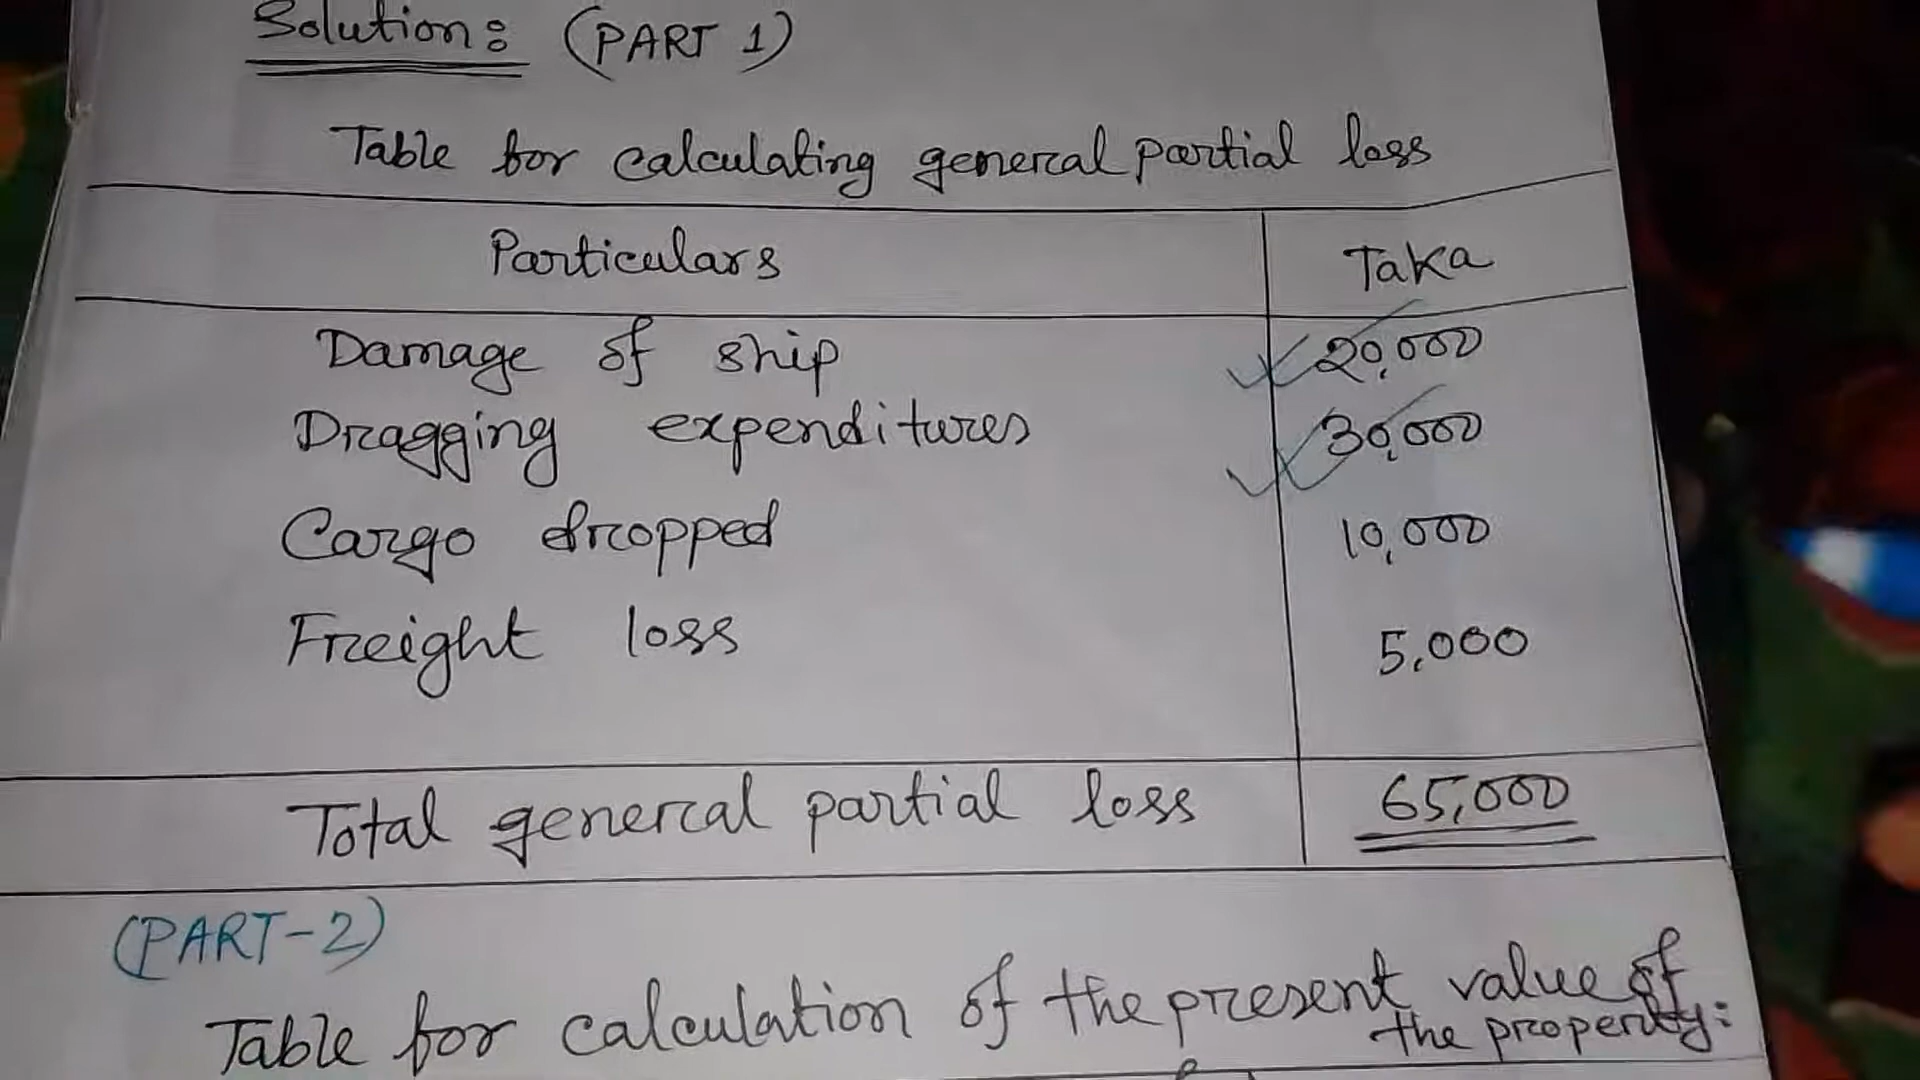 Solution: (PART 1)
Table for calculating general partial loss
Particulars Taka
Damage of ship 20,000
Dragging expenditures 30,000
Cargo dropped 10,000
Freight loss 5,000
Total general partial loss 65,000
(PART-2)
Table for calculation of the present value of
the property: